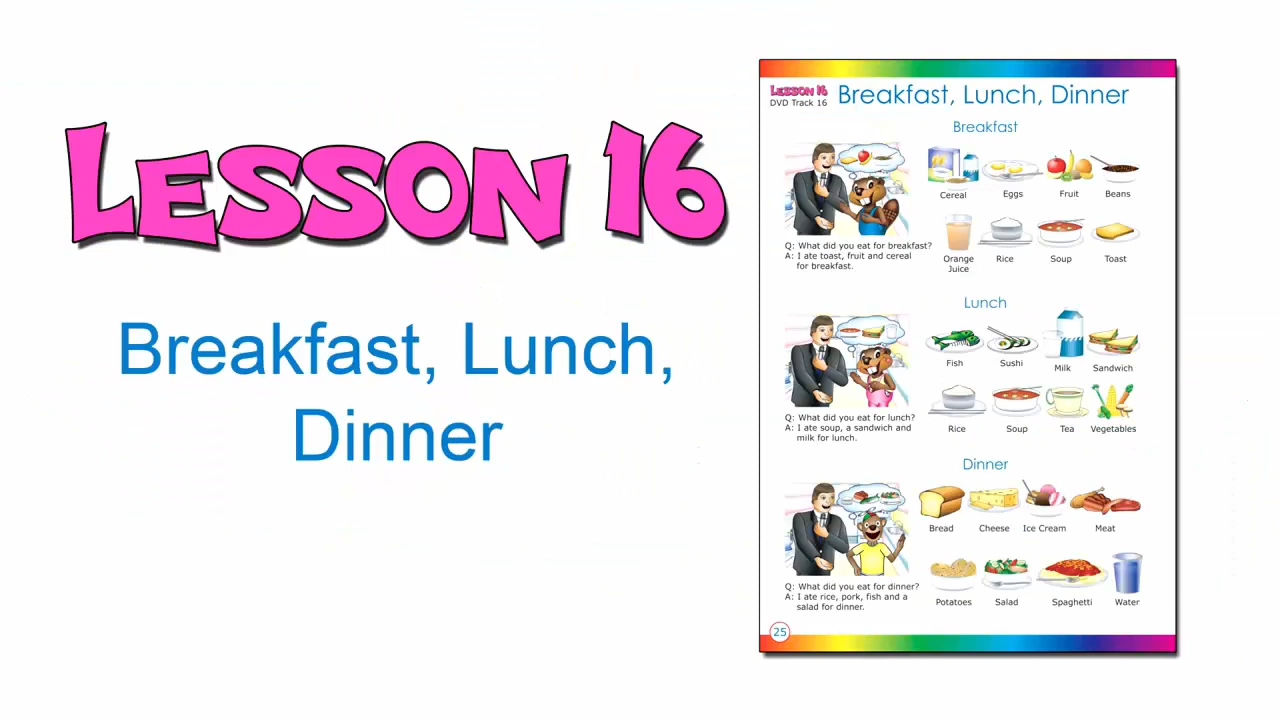 LESSON 16
Breakfast, Lunch,
Dinner
LESSON 16
DVD Track 16
Breakfast, Lunch, Dinner
Breakfast
Cereal Eggs Fruit Beans
Q: What did you eat for breakfast?
A: I ate toast, fruit and cereal
for breakfast.
Orange Rice Soup Toast
Juice
Lunch
Fish Sushi Milk Sandwich
Q: What did you eat for lunch?
A: I ate soup, a sandwich and
milk for lunch.
Rice Soup Tea Vegetables
Dinner
Bread Cheese Ice Cream Meat
Q: What did you eat for dinner?
A: I ate rice, pork, fish and a
salad for dinner.
Potatoes Salad Spaghetti Water
25